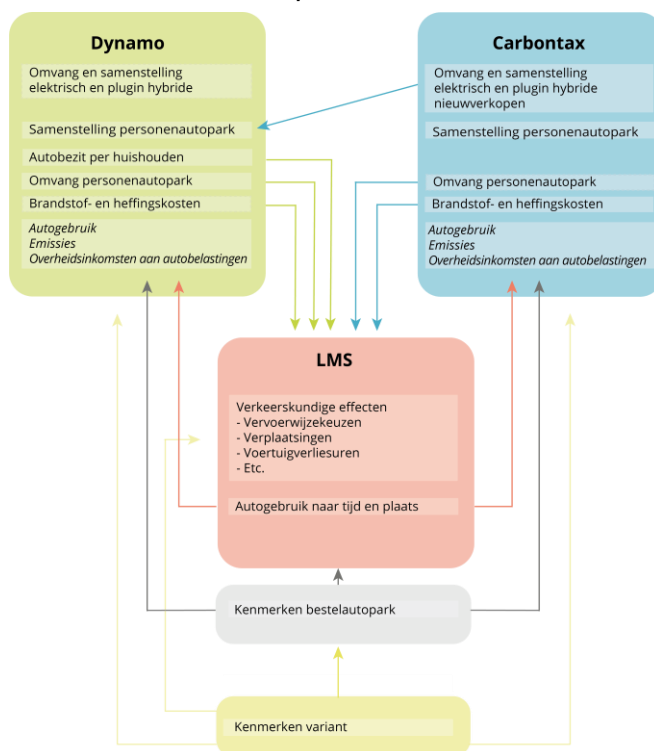 Dynamo
Omvang en samenstelling
elektrisch en plugin hybride
Samenstelling personenautopark
Autobezit per huishouden
Omvang personenautopark
Brandstof- en heffingskosten
Autogebruik
Emissies
Overheidsinkomsten aan autobelastingen
Carbontax
Omvang en samenstelling
elektrisch en plugin hybride
nieuwverkopen
Samenstelling personenautopark
Omvang personenautopark
Brandstof- en heffingskosten
Autogebruik
Emissies
Overheidsinkomsten aan autobelastingen
LMS
Verkeerskundige effecten
- Vervoerwijzekeuzen
- Verplaatsingen
- Voertuigverliesuren
- Etc.
Autogebruik naar tijd en plaats
Kenmerken bestelautopark
Kenmerken variant